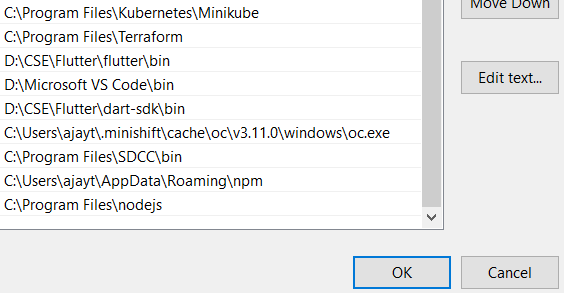 Move Down
C:\Program Files\Kubernetes\Minikube
C:\Program Files\Terraform
D:\CSE\Flutter\flutter\bin
Edit text...
D:\Microsoft VS Code\bin
D:\CSE\Flutter\dart-sdk\bin
C:\Users\ajayt\.minishift\cache\oc\v3.11.0\windows\oc.exe
C:\Program Files\SDCC\bin
C:\Users\ajayt\AppData\Roaming\npm
C:\Program Files\nodejs
OK
Cancel